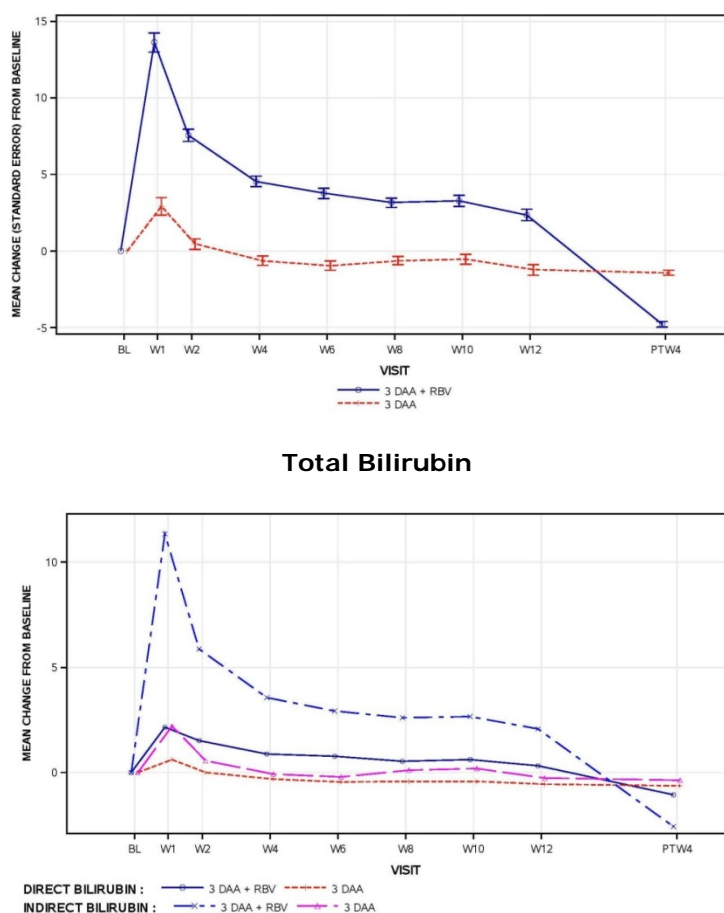 MEAN CHANGE (STANDARD ERROR) FROM BASELINE
15
10
5
0
-5
BL W1 W2 W4 W6 W8 W10 W12 PTW4
VISIT
3 DAA + RBV
3 DAA
Total Bilirubin
MEAN CHANGE FROM BASELINE
10
5
0
BL W1 W2 W4 W6 W8 W10 W12 PTW4
VISIT
DIRECT BILIRUBIN : 3 DAA + RBV 3 DAA
INDIRECT BILIRUBIN : 3 DAA + RBV 3 DAA